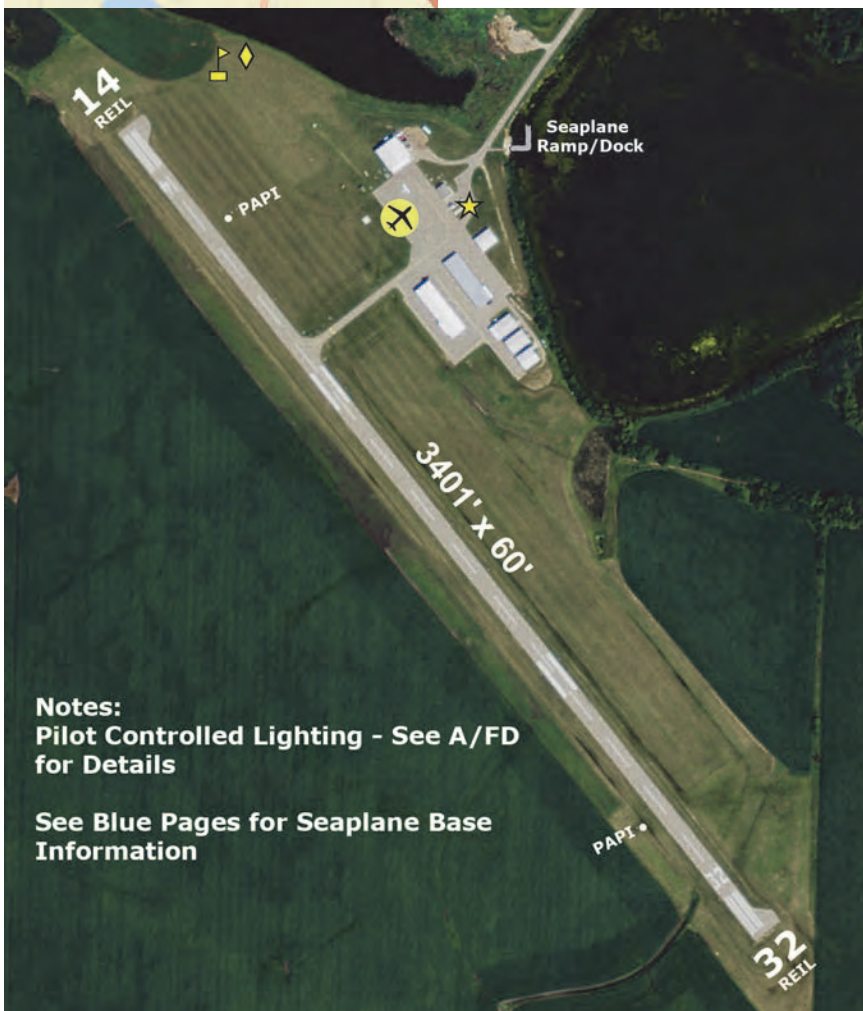 14
REIL
PAPI
Seaplane
Ramp/Dock
3401' x 60'
Notes:
Pilot Controlled Lighting - See A/FD
for Details
See Blue Pages for Seaplane Base
Information
PAPI
32
32
REIL